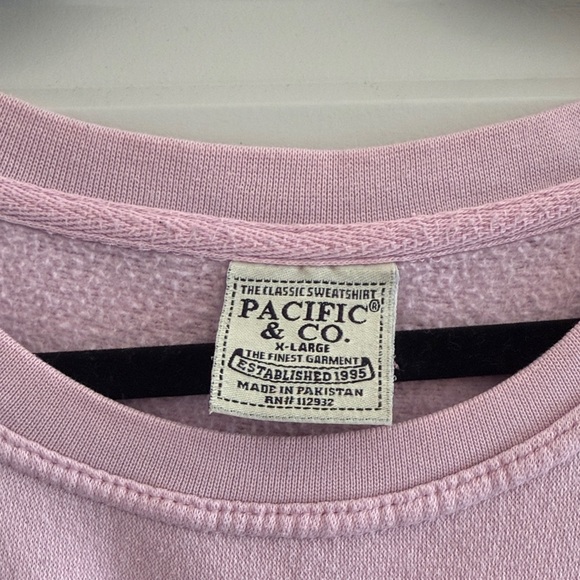 THE CLASSIC SWEATSHIRT
PACIFIC®
& CO.
X-LARGE
THE FINEST GARMENT
ESTABLISHED 1995
MADE IN PAKISTAN
RN# 112932